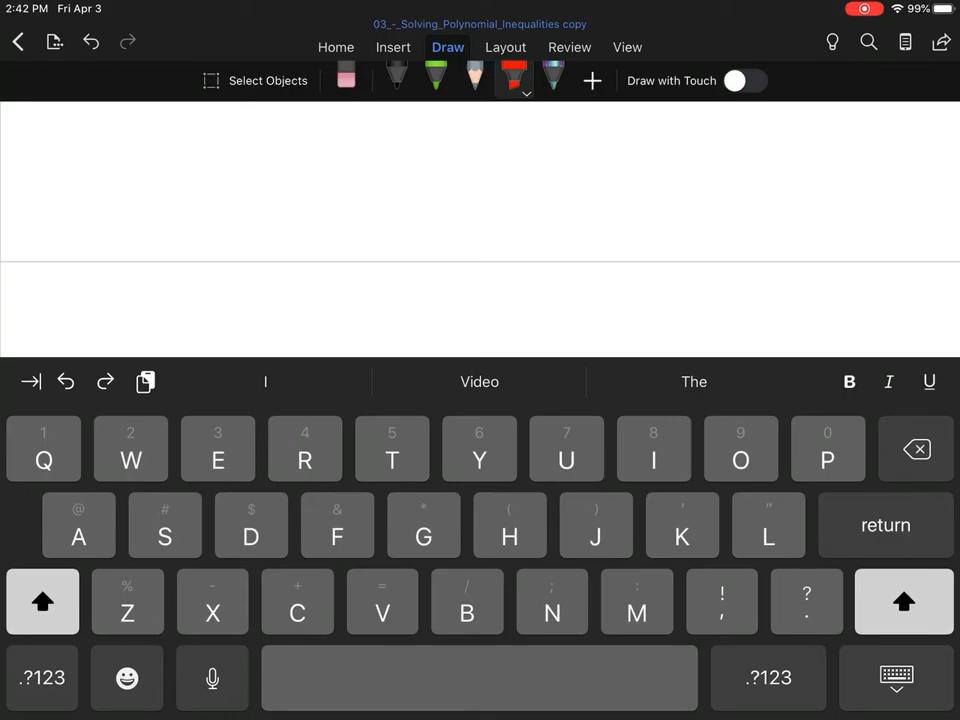 2:42 PM Fri Apr 3 99%
03_-_Solving_Polynomial_Inequalities copy
Home Insert Draw Layout Review View
Select Objects Draw with Touch
I Video The B I U
1 2 3 4 5 6 7 8 9 0
Q W E R T Y U I O P
@ # $ & * ( ) ' "
A S D F G H J K L return
% - + = / ; : ! ?
Z X C V B N M , .
.?123 .?123